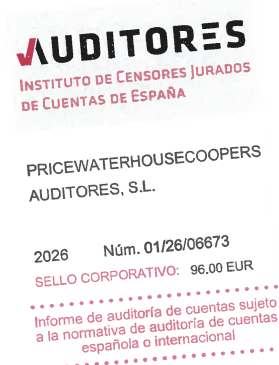 AUDITORES
INSTITUTO DE CENSORES JURADOS
DE CUENTAS DE ESPAÑA
PRICEWATERHOUSECOOPERS
AUDITORES, S.L.
2026 Núm. 01/26/06673
SELLO CORPORATIVO: 96.00 EUR
Informe de auditoría de cuentas sujeto
a la normativa de auditoría de cuentas
española o internacional